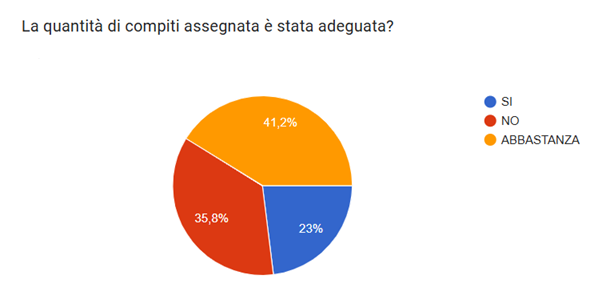 La quantità di compiti assegnata è stata adeguata?
SI
NO
ABBASTANZA
41,2%
35,8%
23%